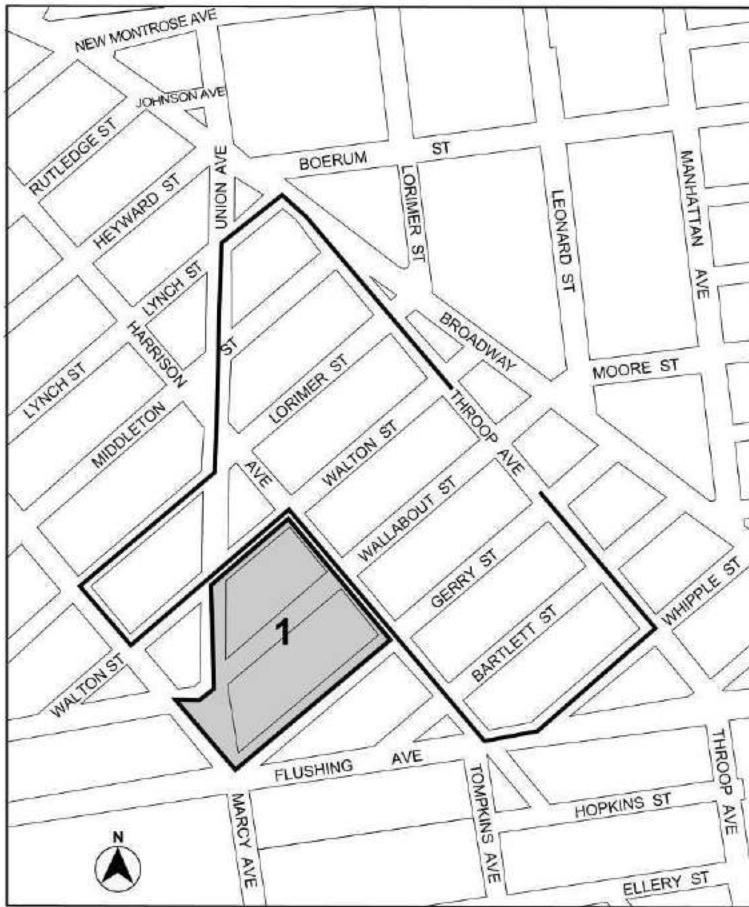 NEW MONTROSE AVE
JOHNSON AVE
RUTLEDGE ST
HEYWARD ST
UNION AVE
BOERUM ST
LORIMER ST
MANHATTAN AVE
LEONARD ST
LYNCH ST
HARRISON AVE
BROADWAY
MOORE ST
LYNCH ST
MIDDLETON ST
LORIMER ST
THROOP AVE
WALTON ST
WALLABOUT ST
GERRY ST
WHIPPLE ST
BARTLETT ST
1
WALTON ST
FLUSHING AVE
THROOP AVE
MARCY AVE
TOMPKINS AVE
HOPKINS ST
N
ELLERY ST